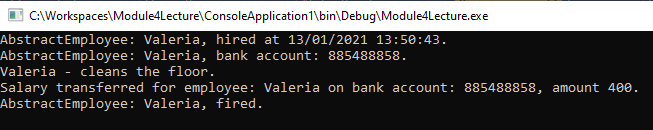 C:\Workspaces\Module4Lecture\ConsoleApplication1\bin\Debug\Module4Lecture.exe
AbstractEmployee: Valeria, hired at 13/01/2021 13:50:43.
AbstractEmployee: Valeria, bank account: 885488858.
Valeria - cleans the floor.
Salary transferred for employee: Valeria on bank account: 885488858, amount 400.
AbstractEmployee: Valeria, fired.